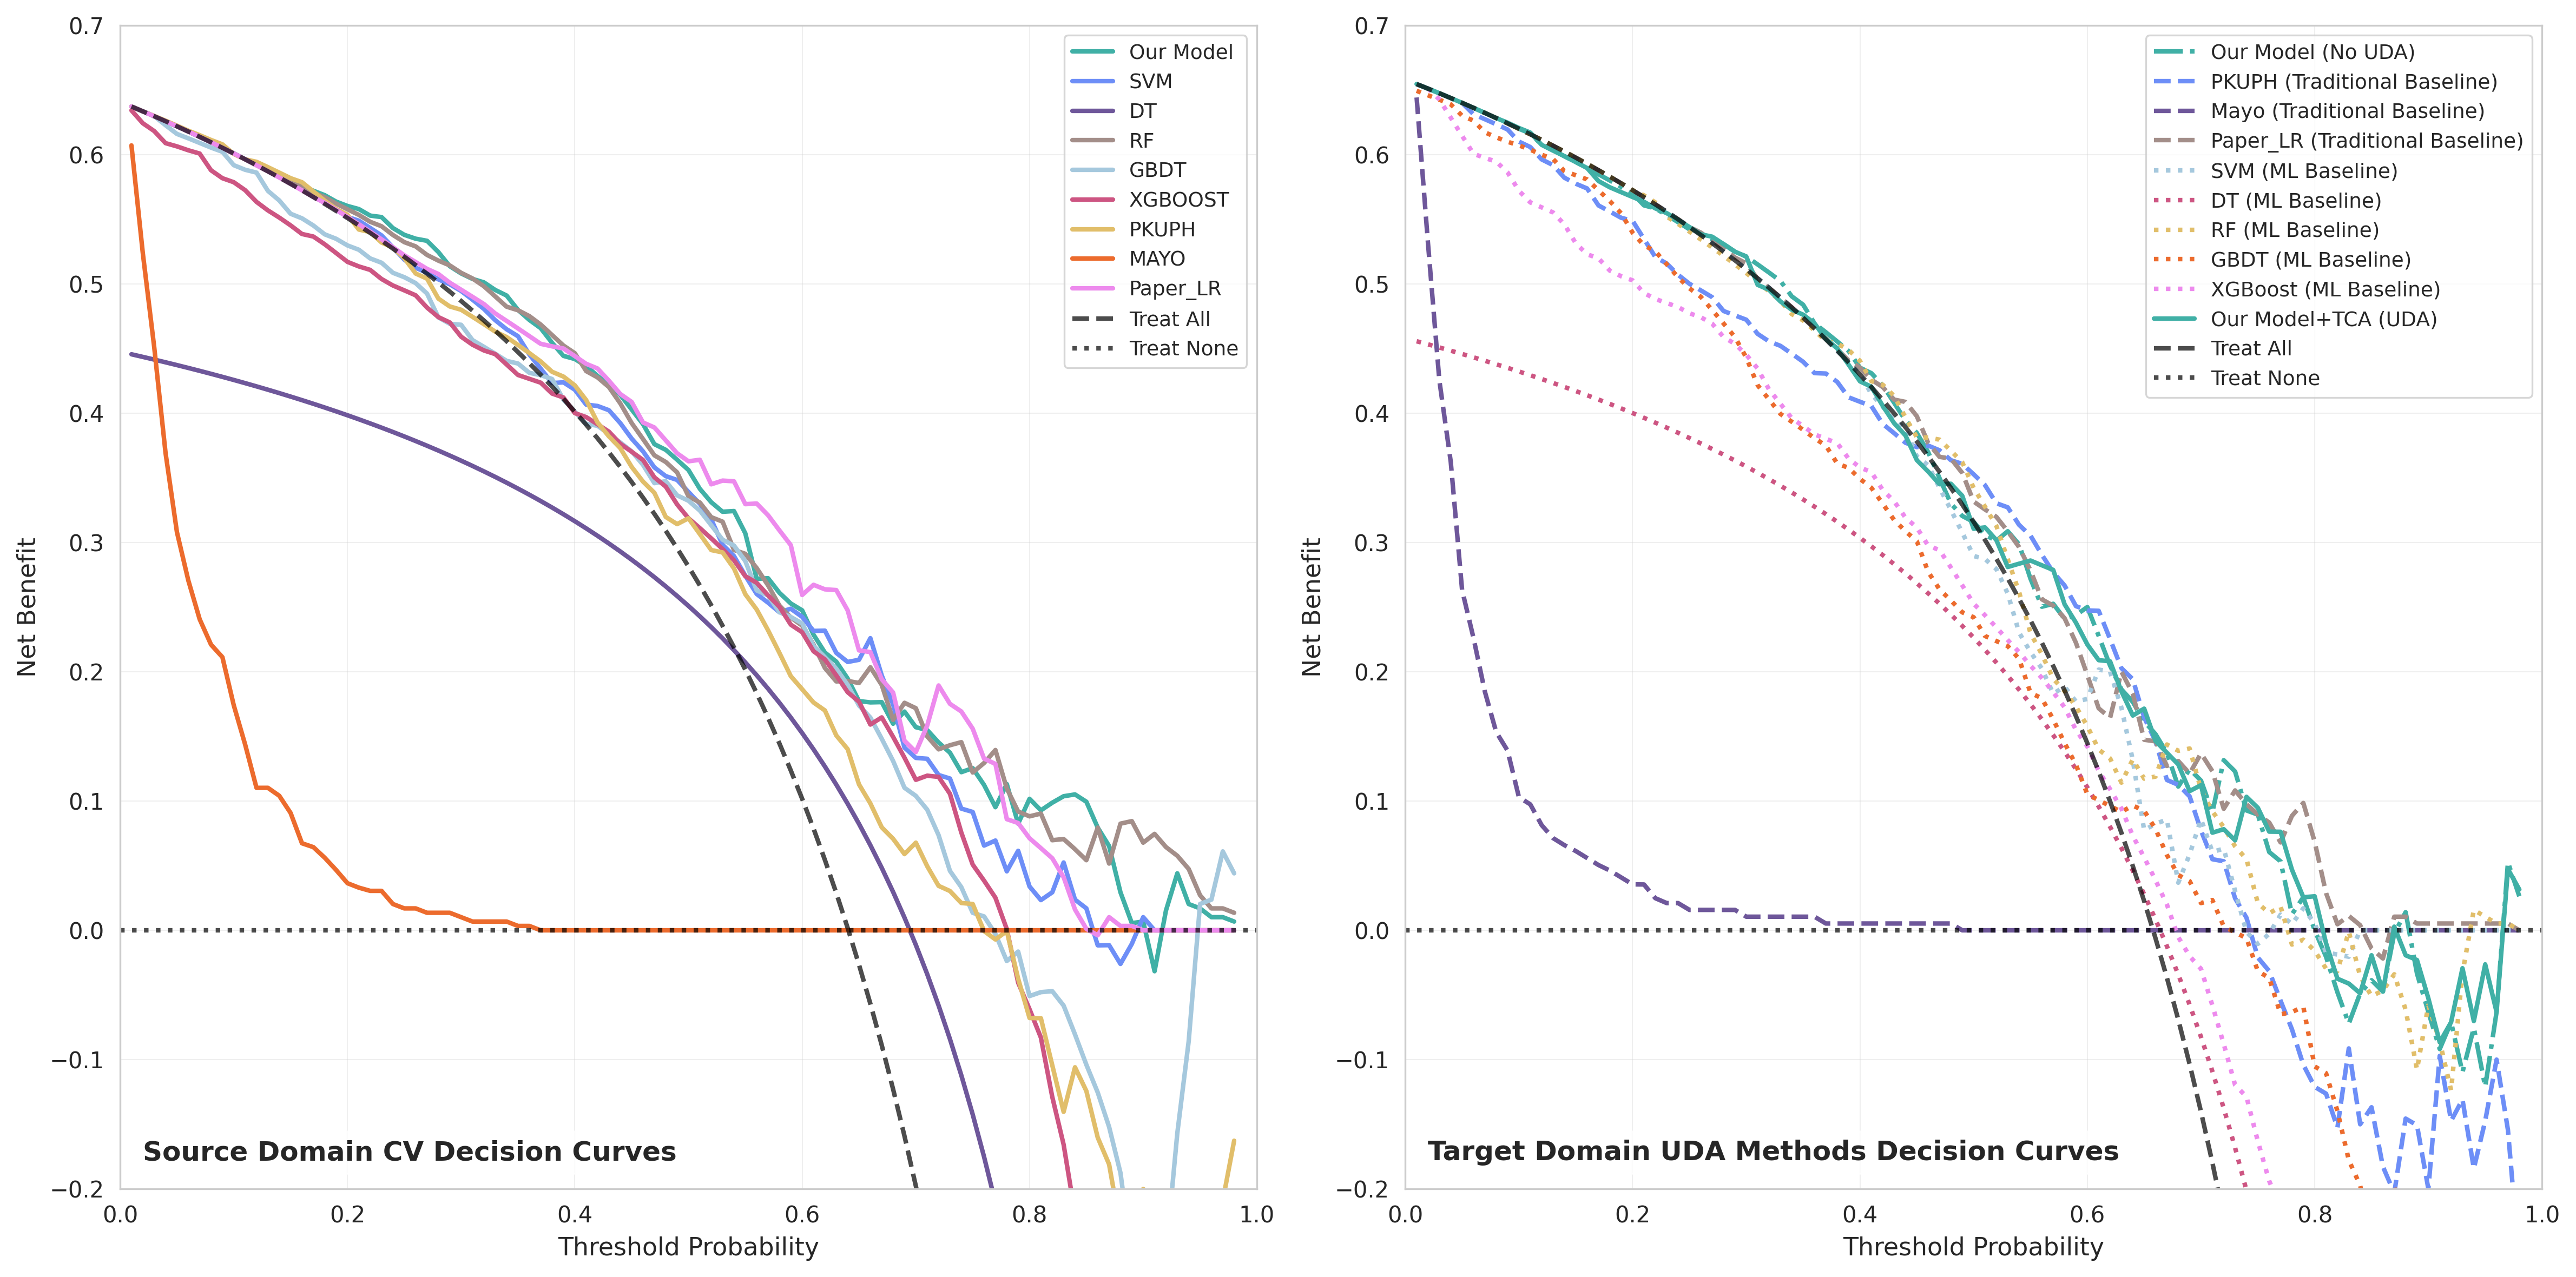 0.7
0.6
0.5
0.4
0.3
0.2
0.1
0.0
−0.1
−0.2
Net Benefit
0.0 0.2 0.4 0.6 0.8 1.0
Threshold Probability
Our Model
SVM
DT
RF
GBDT
XGBOOST
PKUPH
MAYO
Paper_LR
Treat All
Treat None
Source Domain CV Decision Curves
0.7
0.6
0.5
0.4
0.3
0.2
0.1
0.0
−0.1
−0.2
Net Benefit
0.0 0.2 0.4 0.6 0.8 1.0
Threshold Probability
Our Model (No UDA)
PKUPH (Traditional Baseline)
Mayo (Traditional Baseline)
Paper_LR (Traditional Baseline)
SVM (ML Baseline)
DT (ML Baseline)
RF (ML Baseline)
GBDT (ML Baseline)
XGBoost (ML Baseline)
Our Model+TCA (UDA)
Treat All
Treat None
Target Domain UDA Methods Decision Curves